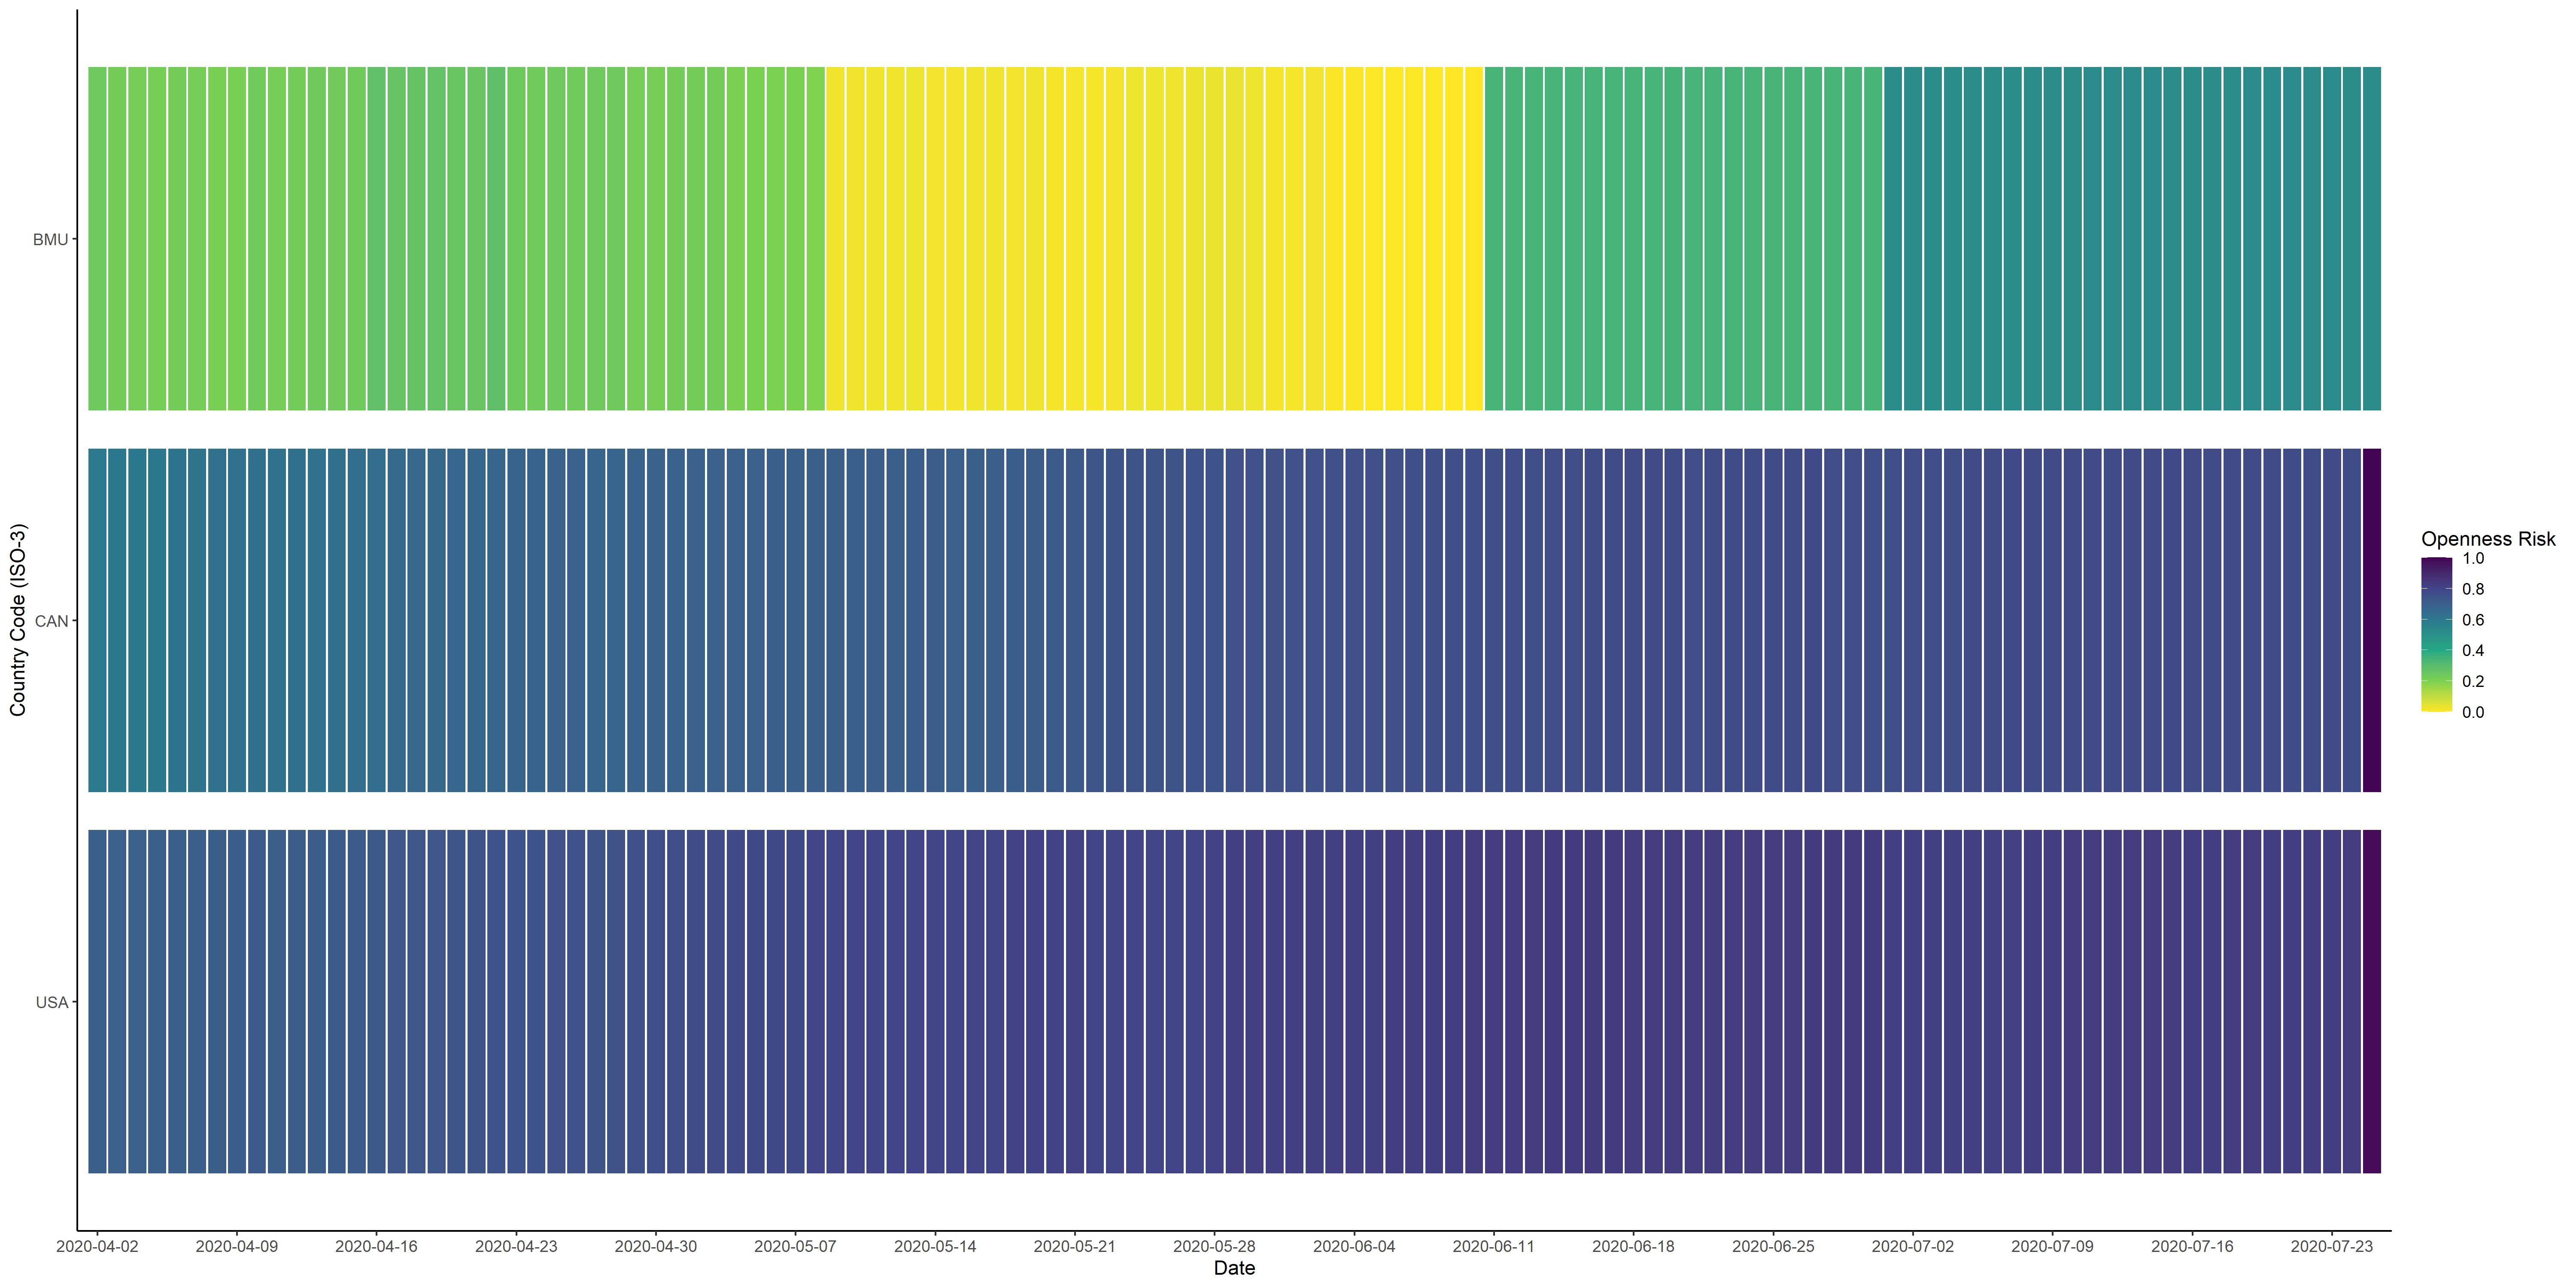 BMU
CAN
USA
Country Code (ISO-3)
2020-04-02 2020-04-09 2020-04-16 2020-04-23 2020-04-30 2020-05-07 2020-05-14 2020-05-21 2020-05-28 2020-06-04 2020-06-11 2020-06-18 2020-06-25 2020-07-02 2020-07-09 2020-07-16 2020-07-23
Date
Openness Risk
1.0
0.8
0.6
0.4
0.2
0.0